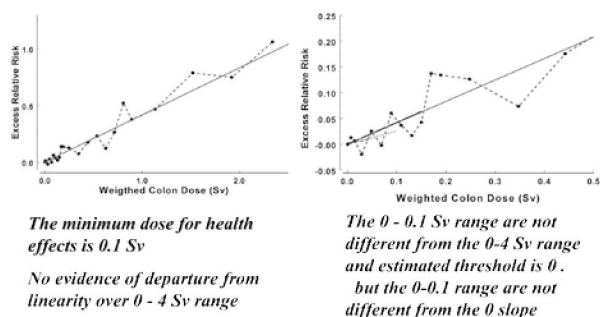 1.0
0.5
0.0
Excess Relative Risk
0.0 1.0 2.0
Weigthed Colon Dose (Sv)
The minimum dose for health
effects is 0.1 Sv
No evidence of departure from
linearity over 0 - 4 Sv range
0.25
0.20
0.15
0.10
0.05
0.00
-0.05
Excess Relative Risk
0.0 0.1 0.2 0.3 0.4 0.5
Weighted Colon Dose (Sv)
The 0 - 0.1 Sv range are not
different from the 0-4 Sv range
and estimated threshold is 0 .
but the 0-0.1 range are not
different from the 0 slope